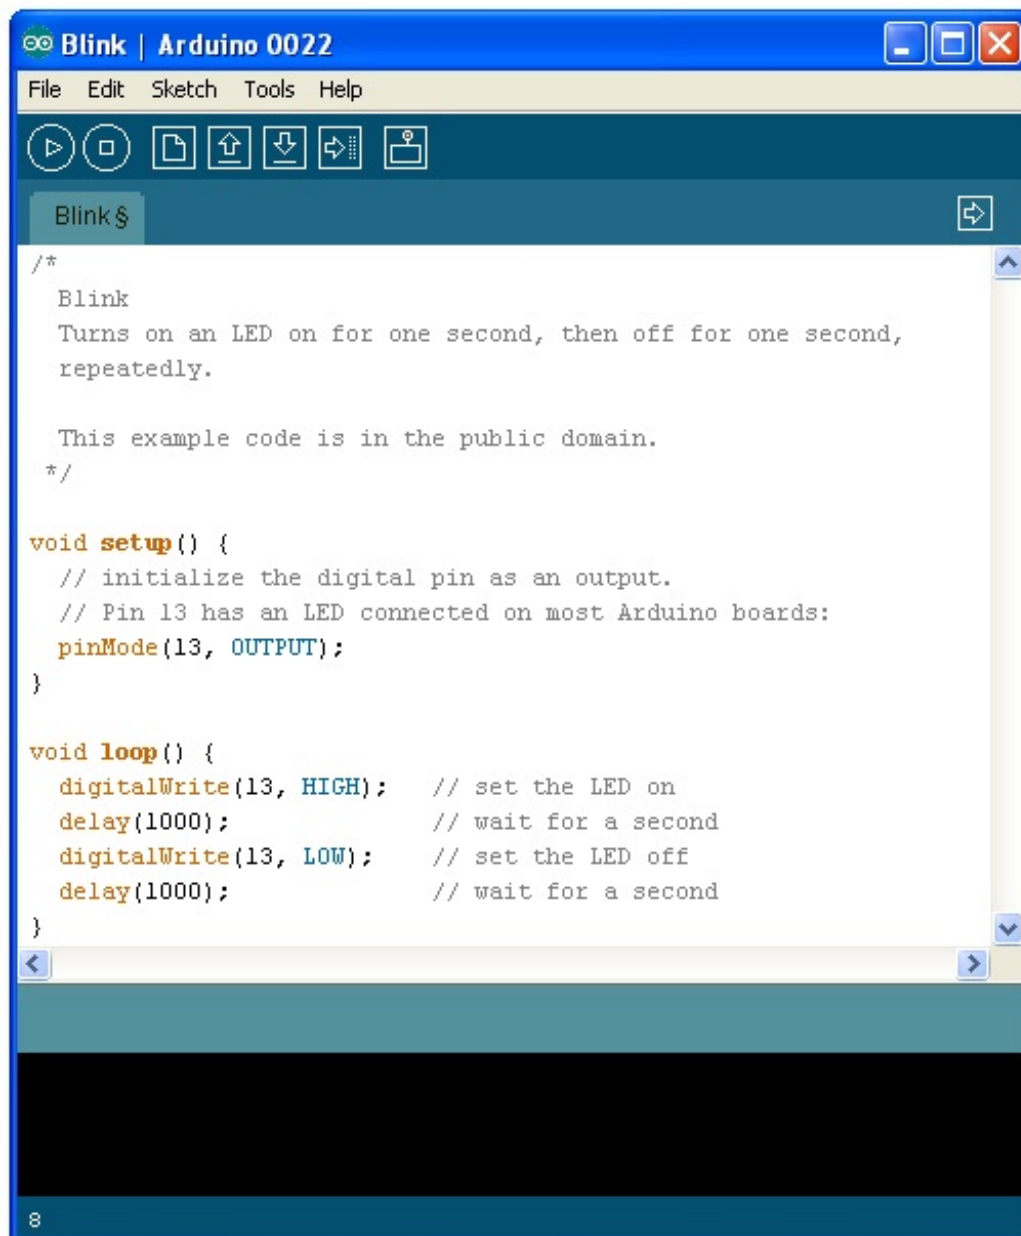 Blink | Arduino 0022
File Edit Sketch Tools Help
Blink §
/*
  Blink
  Turns on an LED on for one second, then off for one second,
  repeatedly.

  This example code is in the public domain.
 */

void setup() {
  // initialize the digital pin as an output.
  // Pin 13 has an LED connected on most Arduino boards:
  pinMode(13, OUTPUT);
}

void loop() {
  digitalWrite(13, HIGH);   // set the LED on
  delay(1000);              // wait for a second
  digitalWrite(13, LOW);    // set the LED off
  delay(1000);              // wait for a second
}
8